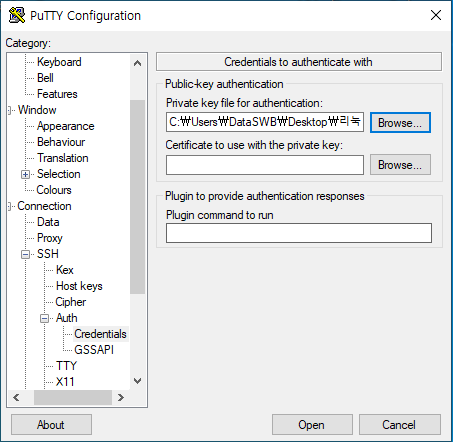 PuTTY Configuration
Category:
Keyboard
Bell
Features
Window
Appearance
Behaviour
Translation
Selection
Colours
Connection
Data
Proxy
SSH
Kex
Host keys
Cipher
Auth
Credentials
GSSAPI
TTY
X11
Credentials to authenticate with
Public-key authentication
Private key file for authentication:
C:₩Users₩DataSWB₩Desktop₩리눅
Browse...
Certificate to use with the private key:
Browse...
Plugin to provide authentication responses
Plugin command to run
About
Open
Cancel